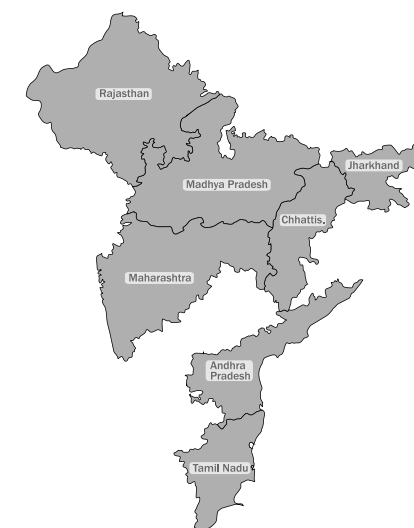 Rajasthan
Jharkhand
Madhya Pradesh
Chhattis.
Maharashtra
Andhra
Pradesh
Tamil Nadu